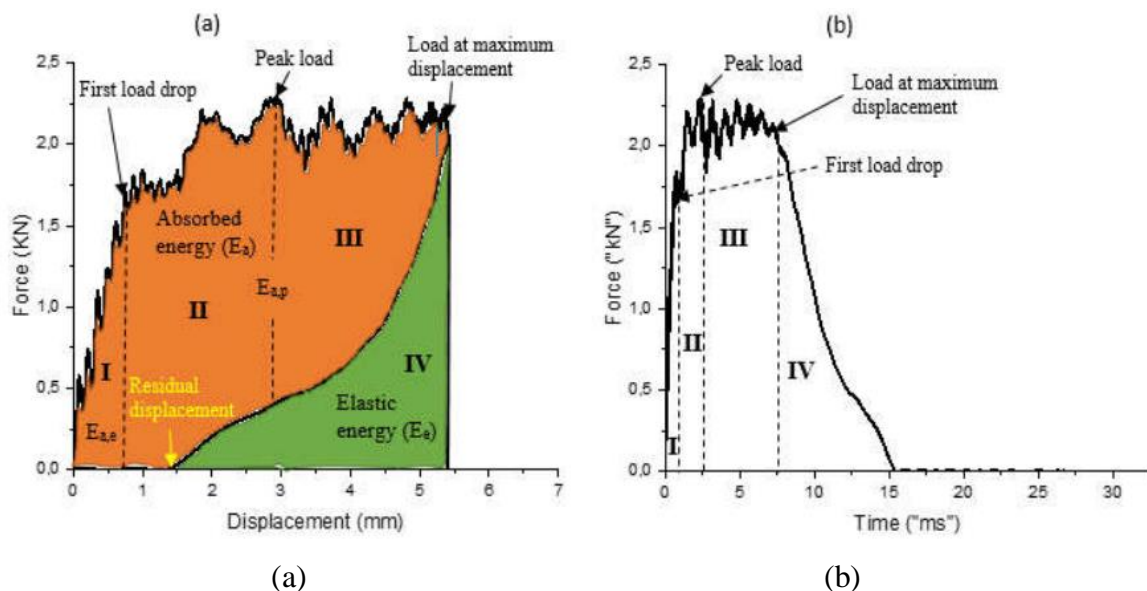 (a)
Peak load
Load at maximum
displacement
First load drop
2,5
2,0
1,5
1,0
0,5
0,0
Force (KN)
Absorbed
energy (Eₐ)
III
Eₐ,ₚ
II
I
IV
Residual
displacement
Elastic
energy (Eₑ)
Eₐ,ₑ
0 1 2 3 4 5 6 7
Displacement (mm)
(a)
(b)
Peak load
Load at maximum
displacement
First load drop
2,5
2,0
1,5
1,0
0,5
0,0
Force ("kN")
III
II
IV
I
0 5 10 15 20 25 30
Time ("ms")
(b)